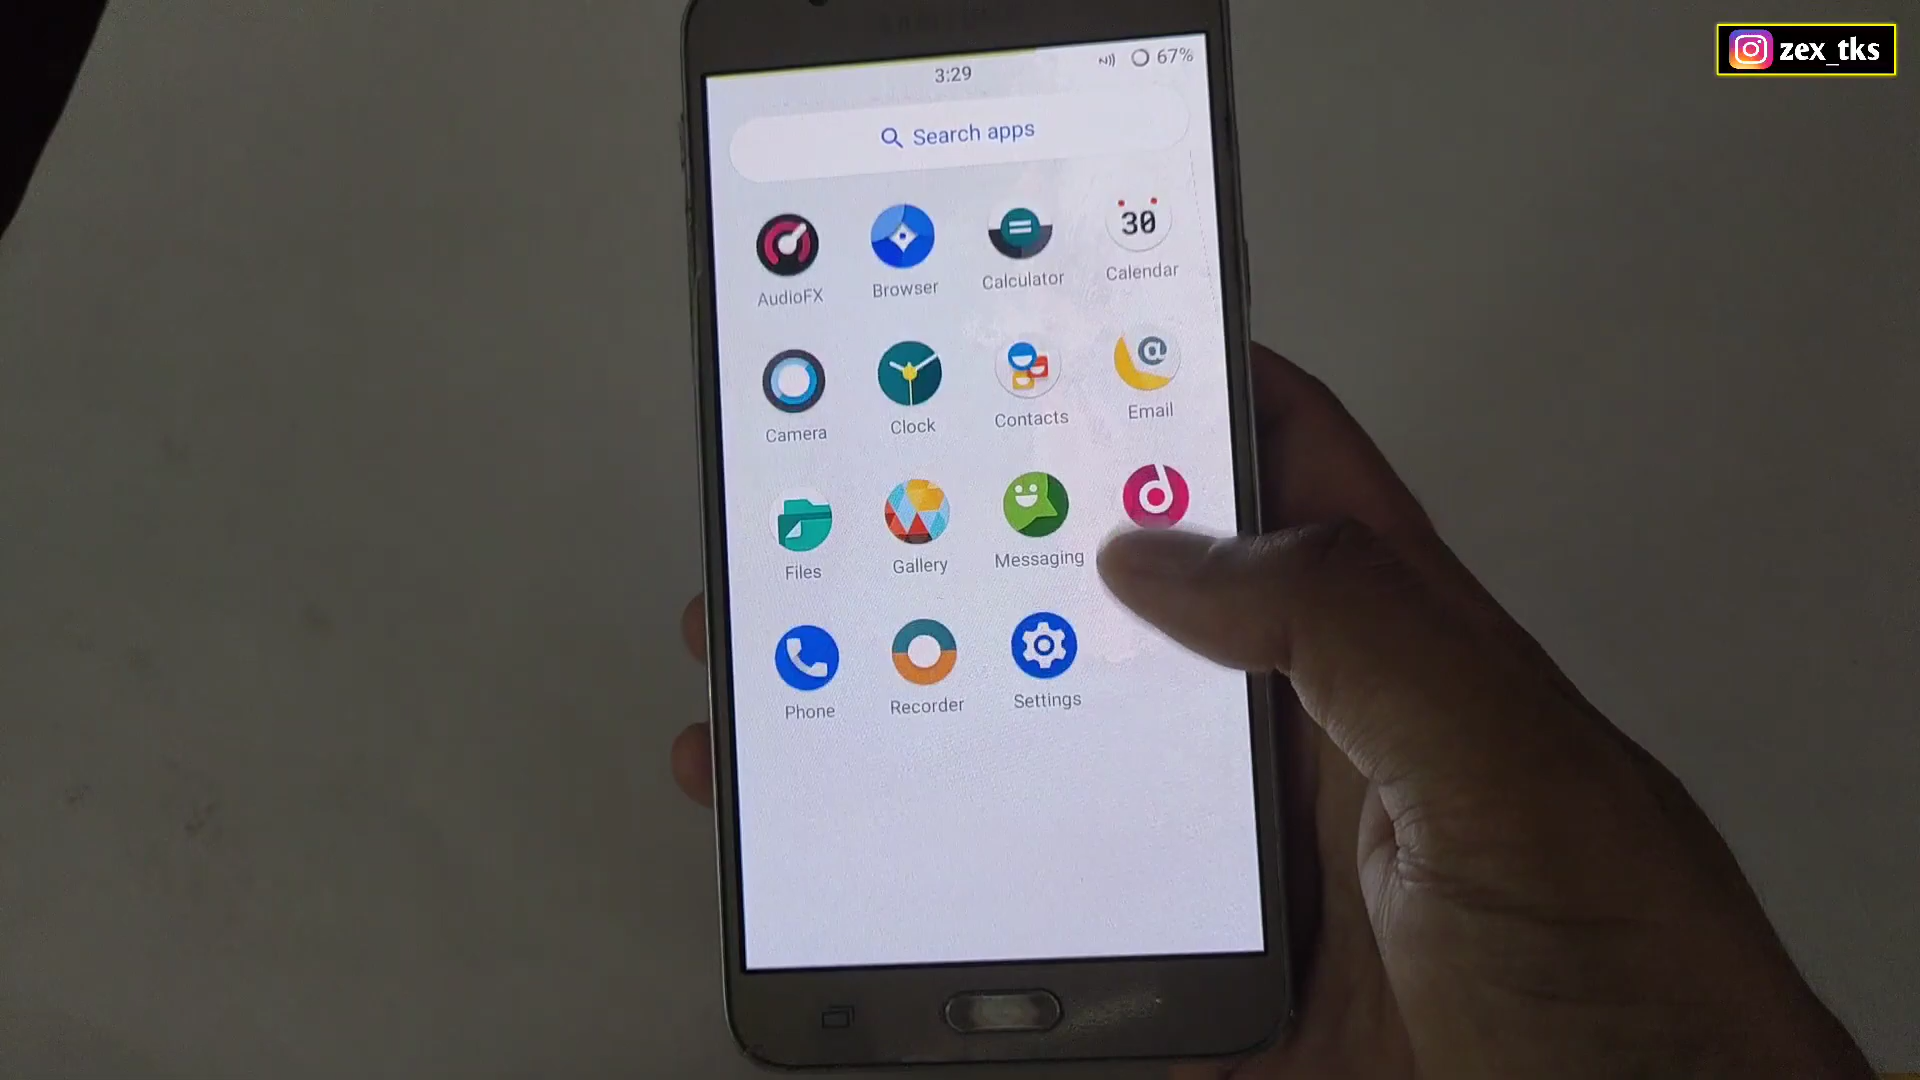 zex_tks
SAMSUNG
3:29
67%
Search apps
30
AudioFX
Browser
Calculator
Calendar
@
Camera
Clock
Contacts
Email
Files
Gallery
Messaging
Phone
Recorder
Settings